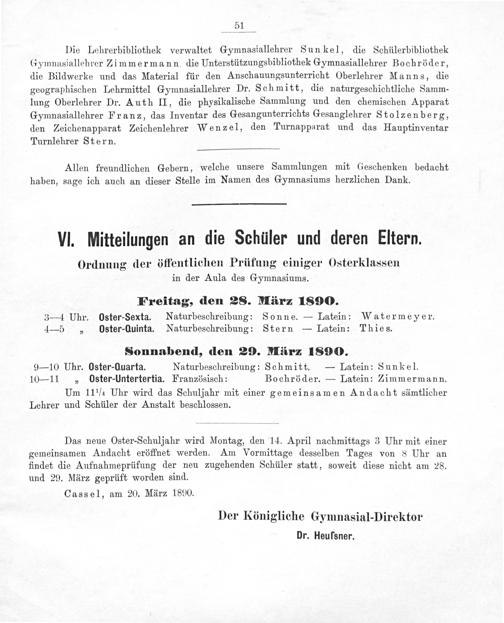 51
Die Lehrerbibliothek verwaltet Gymnasiallehrer Sunkel, die Schülerbibliothek
Gymnasiallehrer Zimmermann die Unterstützungsbibliothek Gymnasiallehrer Bochröder,
die Bildwerke und das Material für den Anschauungsunterricht Oberlehrer Manns, die
geographischen Lehrmittel Gymnasiallehrer Dr. Schmitt, die naturgeschichtliche Samm-
lung Oberlehrer Dr. Auth II, die physikalische Sammlung und den chemischen Apparat
Gymnasiallehrer Franz, das Inventar des Gesangunterrichts Gesanglehrer Stolzenberg,
den Zeichenapparat Zeichenlehrer Wenzel, den Turnapparat und das Hauptinventar
Turnlehrer Stern.
Allen freundlichen Gebern, welche unsere Sammlungen mit Geschenken bedacht
haben, sage ich auch an dieser Stelle im Namen des Gymnasiums herzlichen Dank.
VI. Mitteilungen an die Schüler und deren Eltern.
Ordnung der öffentlichen Prüfung einiger Osterklassen
in der Aula des Gymnasiums.
Freitag, den 28. März 1890.
3—4 Uhr. Oster-Sexta. Naturbeschreibung: Sonne. — Latein: Watermeyer.
4—5 „ Oster-Quinta. Naturbeschreibung: Stern — Latein: Thies.
Sonnabend, den 29. März 1890.
9—10 Uhr. Oster-Quarta. Naturbeschreibung: Schmitt. — Latein: Sunkel.
10—11 „ Oster-Untertertia. Französisch: Bochröder. — Latein: Zimmermann.
Um 11¼ Uhr wird das Schuljahr mit einer gemeinsamen Andacht sämtlicher
Lehrer und Schüler der Anstalt beschlossen.
Das neue Oster-Schuljahr wird Montag, den 14. April nachmittags 3 Uhr mit einer
gemeinsamen Andacht eröffnet werden. Am Vormittage desselben Tages von 8 Uhr an
findet die Aufnahmeprüfung der neu zugehenden Schüler statt, soweit diese nicht am 28.
und 29. März geprüft worden sind.
Cassel, am 20. März 1890.
Der Königliche Gymnasial-Direktor
Dr. Heußner.